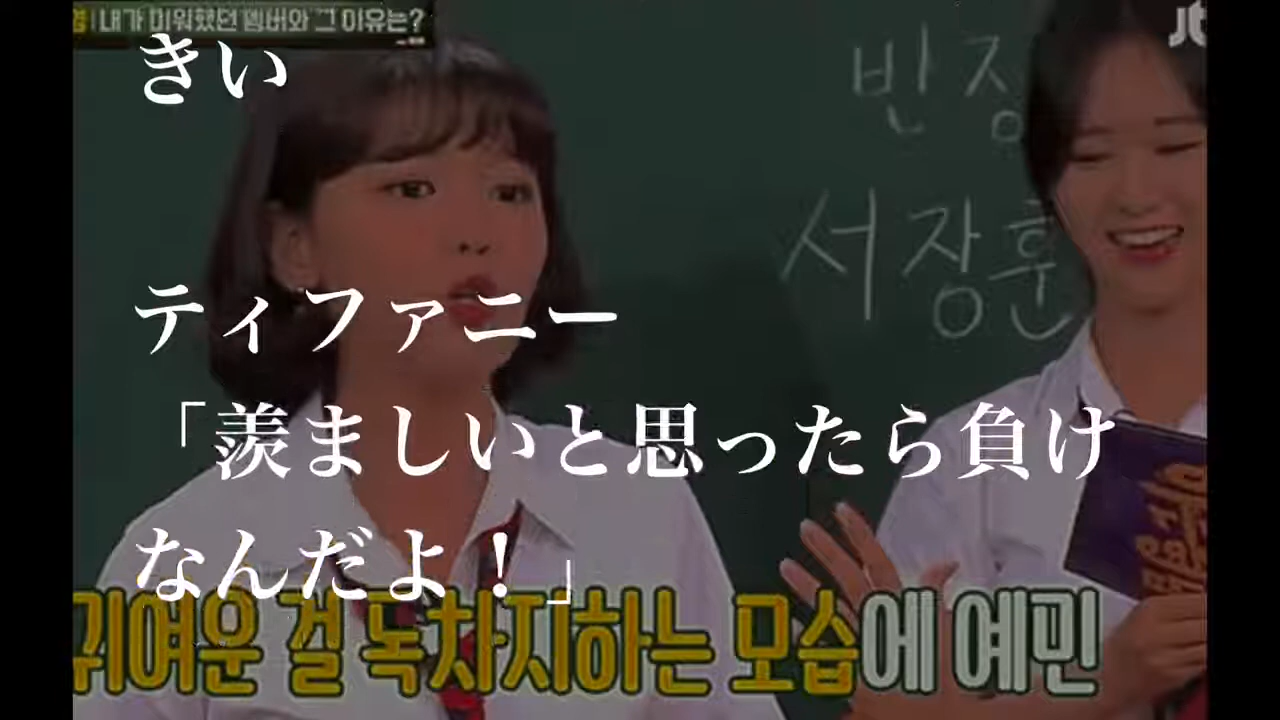 내가 미워했던 멤버와 그 이유는?
きい
빈정
서장훈
ティファニー
「羨ましいと思ったら負け
なんだよ！」
귀여운 걸 독차지하는 모습에 예민